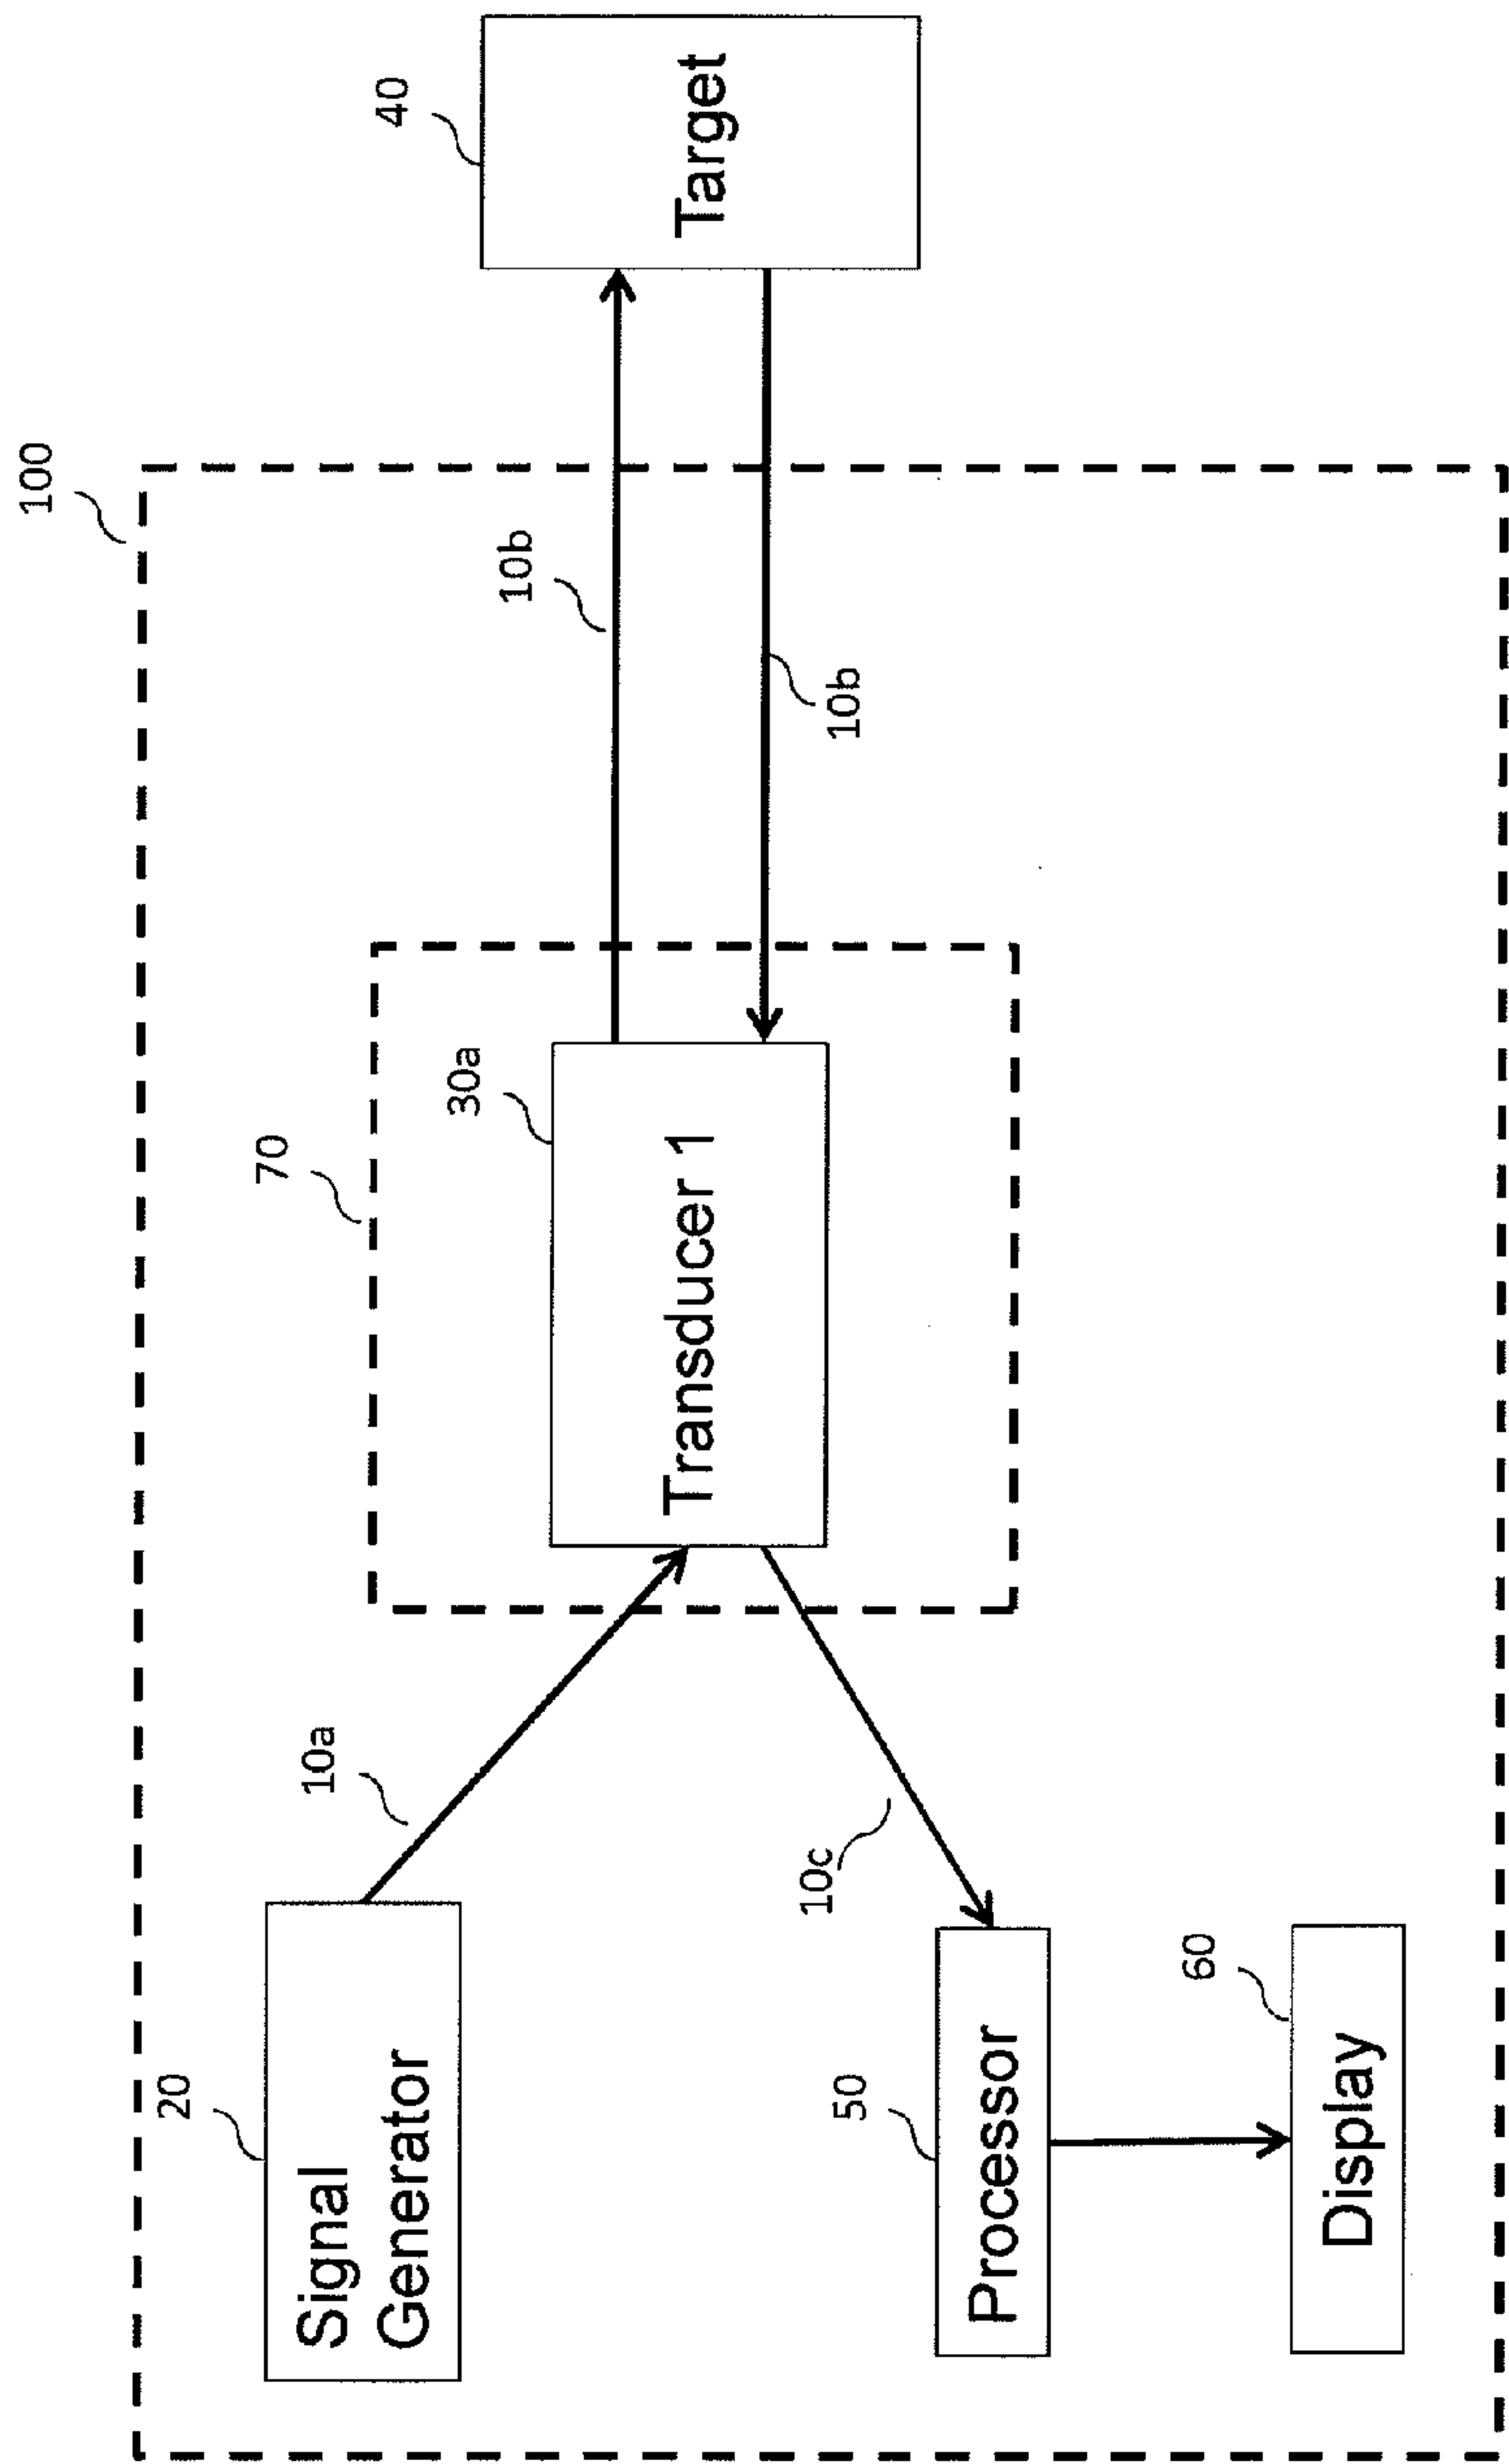 100
40
Target
10b
10b
70
30a
Transducer 1
10a
10c
20
Signal
Generator
50
Processor
60
Display